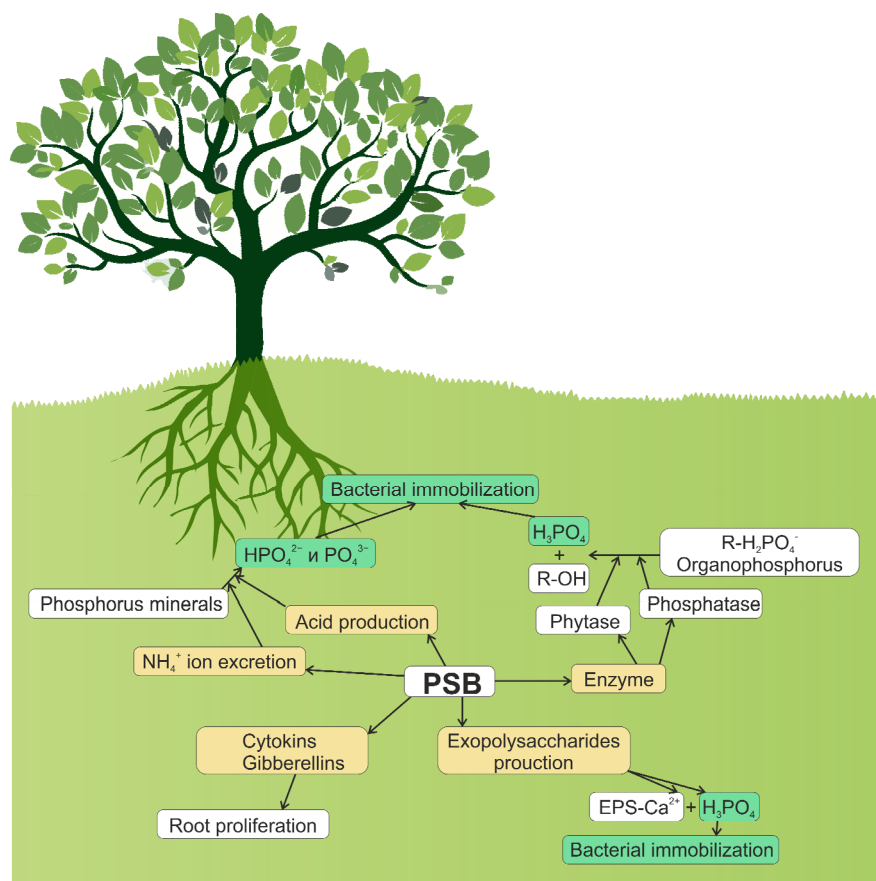 Bacterial immobilization
H₃PO₄
+
R-OH
R-H₂PO₄⁻
Organophosphorus
HPO₄²⁻ и PO₄³⁻
Phosphorus minerals
Acid production
Phytase
Phosphatase
NH₄⁺ ion excretion
PSB
Enzyme
Cytokins
Gibberellins
Exopolysaccharides
prouction
Root proliferation
EPS-Ca²⁺ + H₃PO₄
Bacterial immobilization